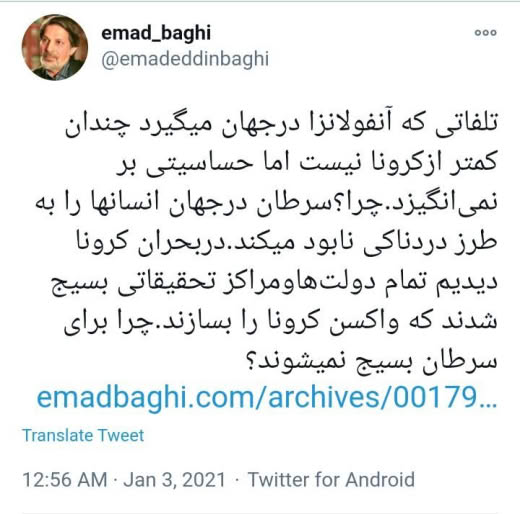 emad_baghi
@emadeddinbaghi
تلفاتی که آنفولانزا درجهان میگیرد چندان
کمتر ازکرونا نیست اما حساسیتی بر
نمی‌انگیزد.چرا؟سرطان درجهان انسانها را به
طرز دردناکی نابود میکند.دربحران کرونا
دیدیم تمام دولت‌هاومراکز تحقیقاتی بسیج
شدند که واکسن کرونا را بسازند.چرا برای
سرطان بسیج نمیشوند؟
emadbaghi.com/archives/00179…
Translate Tweet
12:56 AM · Jan 3, 2021 · Twitter for Android